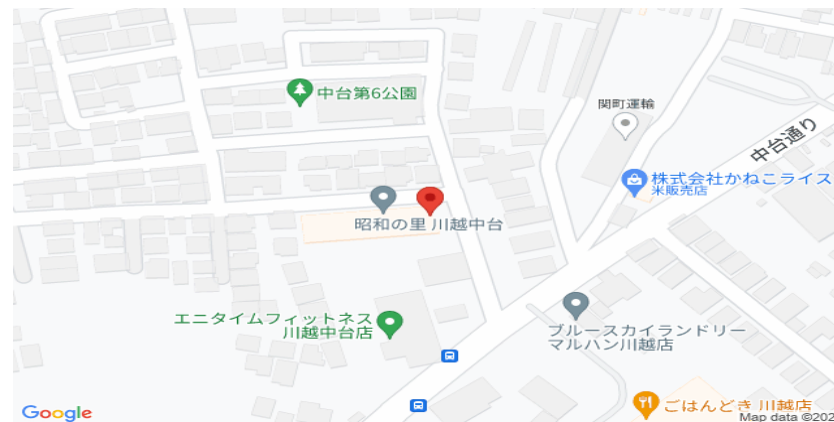 中台第6公園
関町運輸
中台通り
株式会社かねこライス
米販売店
昭和の里 川越中台
エニタイムフィットネス
川越中台店
ブルースカイランドリー
マルハン川越店
ごはんどき 川越店
Google
Map data ©202